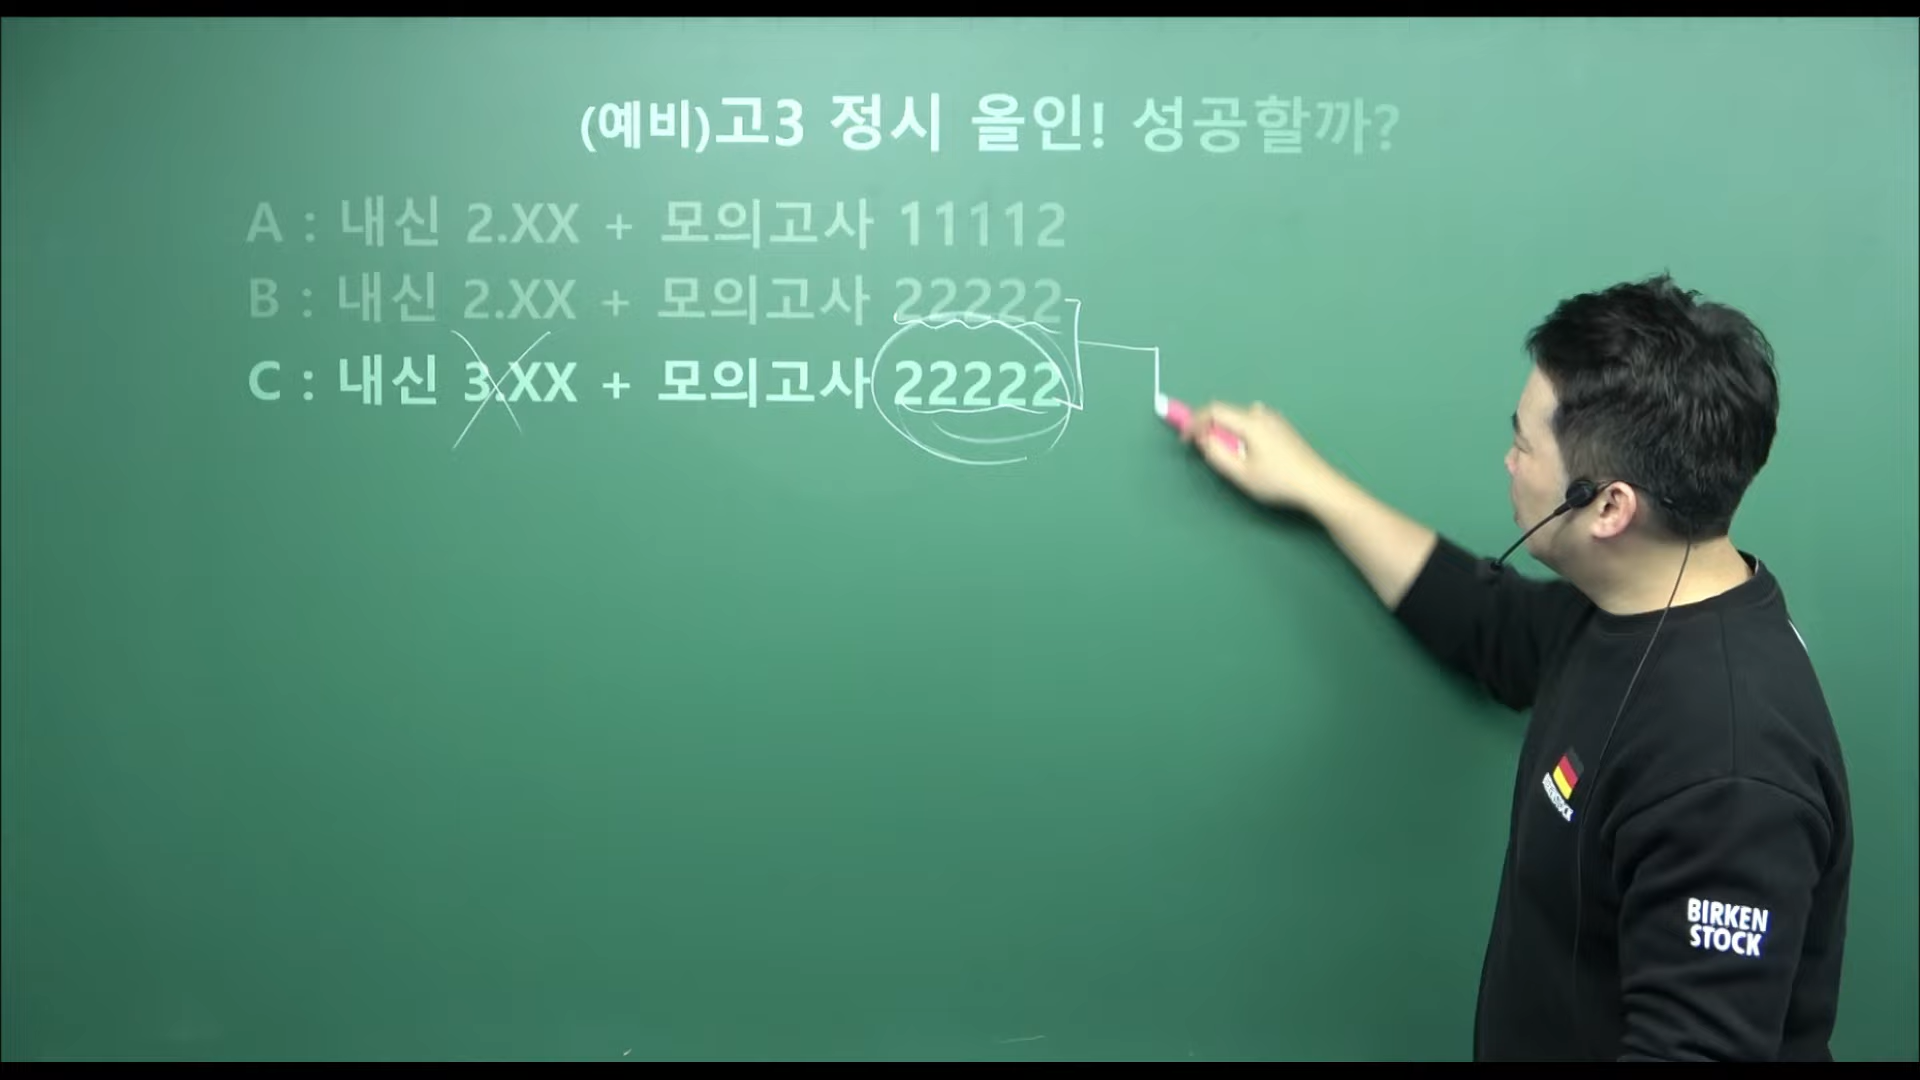 (예비)고3 정시 올인! 성공할까?
A : 내신 2.XX + 모의고사 11112
B : 내신 2.XX + 모의고사 22222
C : 내신 3.XX + 모의고사 22222
BIRKENSTOCK
BIRKEN
STOCK